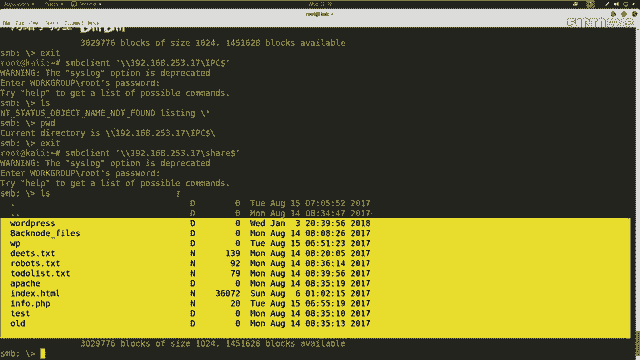 root@kali: ~
3029776 blocks of size 1024. 1451628 blocks available
smb: \> exit
root@kali:~# smbclient '\\192.168.253.17\IPC$'
WARNING: The "syslog" option is deprecated
Enter WORKGROUP\root's password:
Try "help" to get a list of possible commands.
smb: \> ls
NT_STATUS_OBJECT_NAME_NOT_FOUND listing \*
smb: \> pwd
Current directory is \\192.168.253.17\IPC$\
smb: \> exit
root@kali:~# smbclient '\\192.168.253.17\share$'
WARNING: The "syslog" option is deprecated
Enter WORKGROUP\root's password:
Try "help" to get a list of possible commands.
smb: \> ls
. D 0 Tue Aug 15 07:05:52 2017
.. D 0 Mon Aug 14 08:34:47 2017
wordpress D 0 Wed Jan 3 20:39:56 2018
Backnode_files D 0 Mon Aug 14 08:08:26 2017
wp D 0 Tue Aug 15 06:51:23 2017
deets.txt N 139 Mon Aug 14 08:20:05 2017
robots.txt N 92 Mon Aug 14 08:36:14 2017
todolist.txt N 79 Mon Aug 14 08:39:56 2017
apache D 0 Mon Aug 14 08:35:19 2017
index.html N 36072 Sun Aug 6 01:02:15 2017
info.php N 20 Tue Aug 15 06:55:19 2017
test D 0 Mon Aug 14 08:35:10 2017
old D 0 Mon Aug 14 08:35:13 2017
3029776 blocks of size 1024. 1451628 blocks available
smb: \>